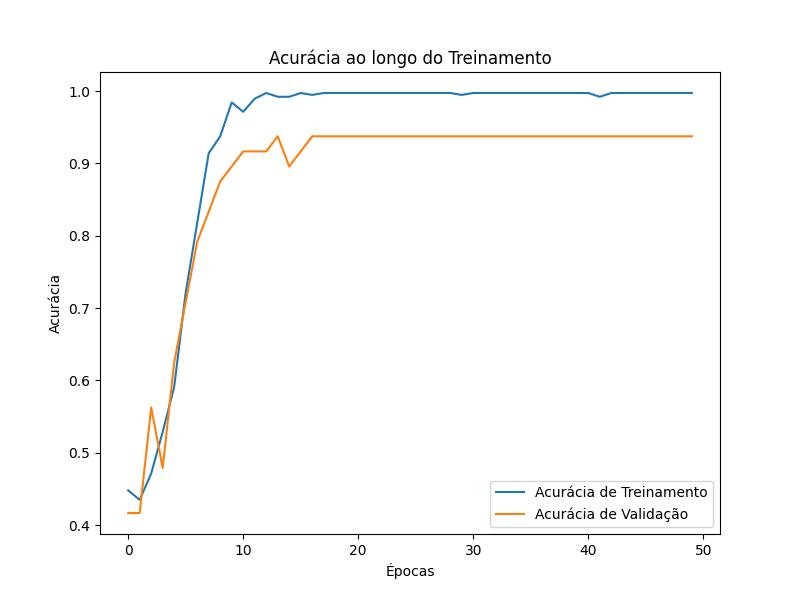 Acurácia ao longo do Treinamento
1.0
0.9
0.8
0.7
0.6
0.5
0.4
Acurácia
0 10 20 30 40 50
Épocas
Acurácia de Treinamento
Acurácia de Validação